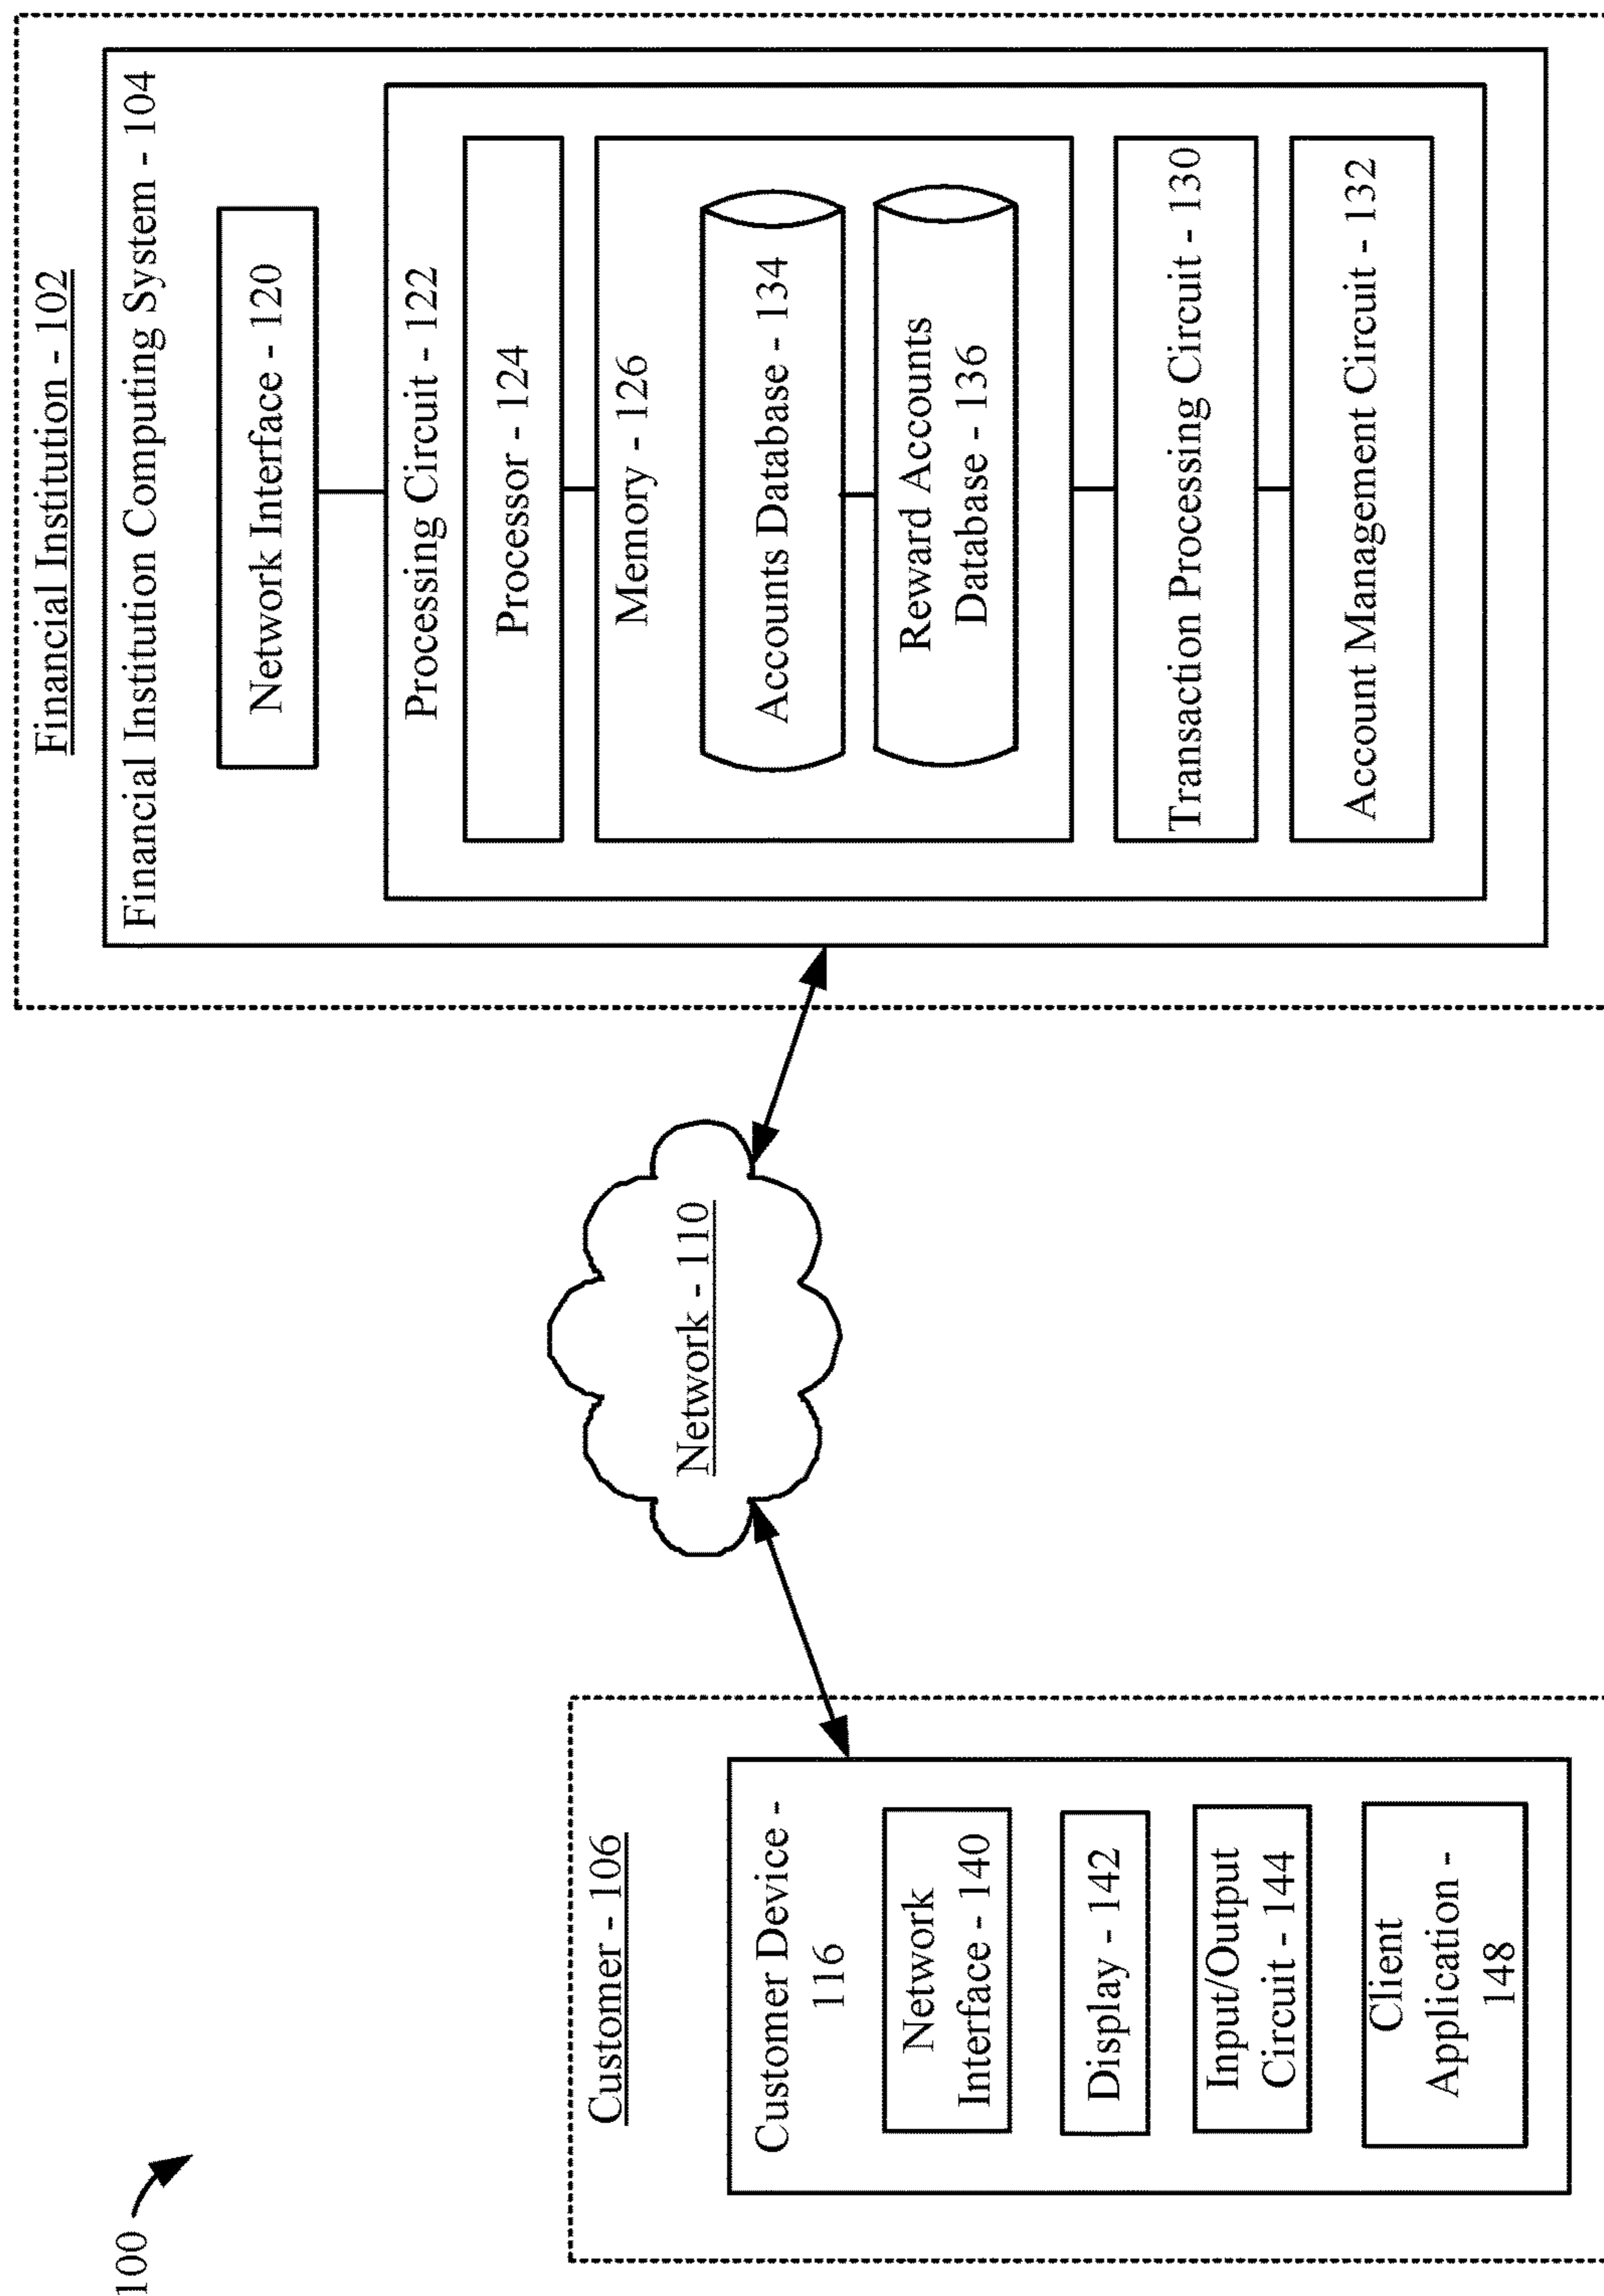 100
Customer - 106
Customer Device -
116
Network
Interface - 140
Display - 142
Input/Output
Circuit - 144
Client
Application -
148
Network - 110
Financial Institution - 102
Financial Institution Computing System - 104
Network Interface - 120
Processing Circuit - 122
Processor - 124
Memory - 126
Accounts Database - 134
Reward Accounts
Database - 136
Transaction Processing Circuit - 130
Account Management Circuit - 132